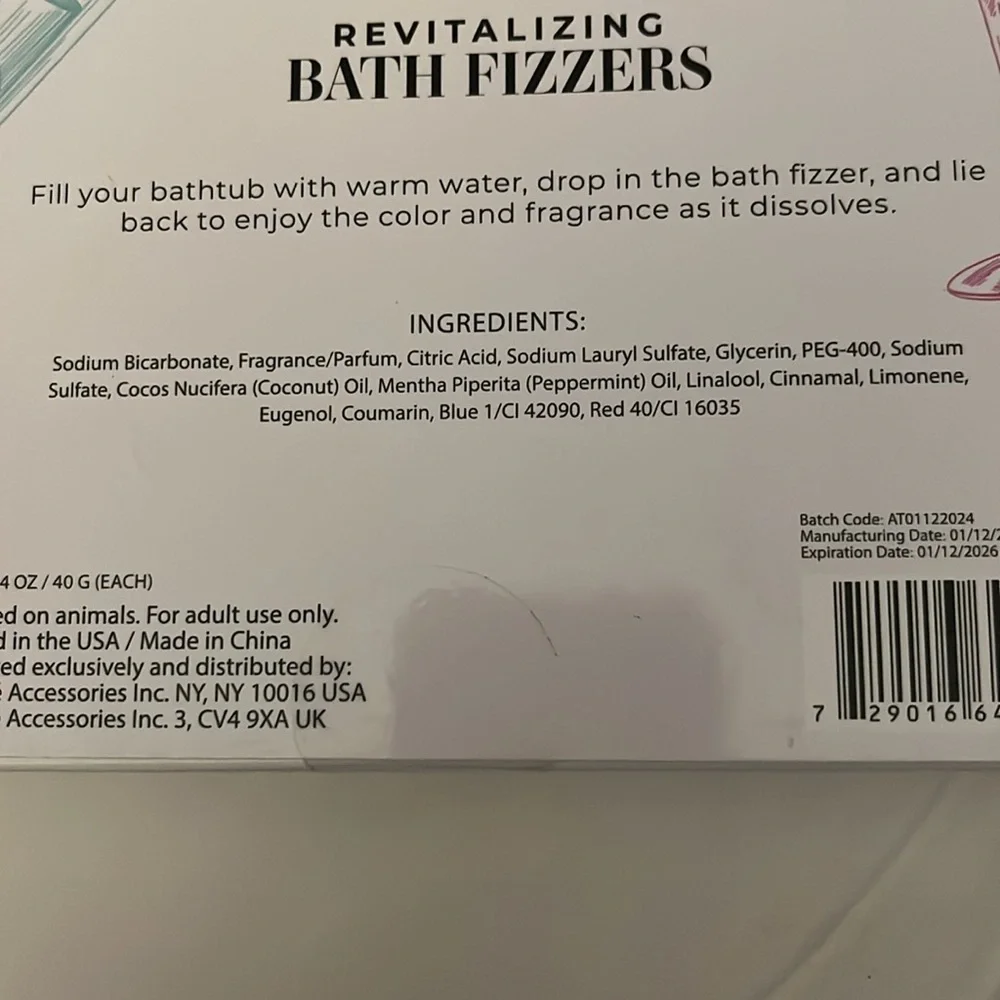 REVITALIZING
BATH FIZZERS
Fill your bathtub with warm water, drop in the bath fizzer, and lie
back to enjoy the color and fragrance as it dissolves.
INGREDIENTS:
Sodium Bicarbonate, Fragrance/Parfum, Citric Acid, Sodium Lauryl Sulfate, Glycerin, PEG-400, Sodium
Sulfate, Cocos Nucifera (Coconut) Oil, Mentha Piperita (Peppermint) Oil, Linalool, Cinnamal, Limonene,
Eugenol, Coumarin, Blue 1/CI 42090, Red 40/CI 16035
Batch Code: AT01122024
Manufacturing Date: 01/12/2
Expiration Date: 01/12/2026
4 OZ / 40 G (EACH)
on animals. For adult use only.
in the USA / Made in China
exclusively and distributed by:
Accessories Inc. NY, NY 10016 USA
Accessories Inc. 3, CV4 9XA UK
7 29016 64